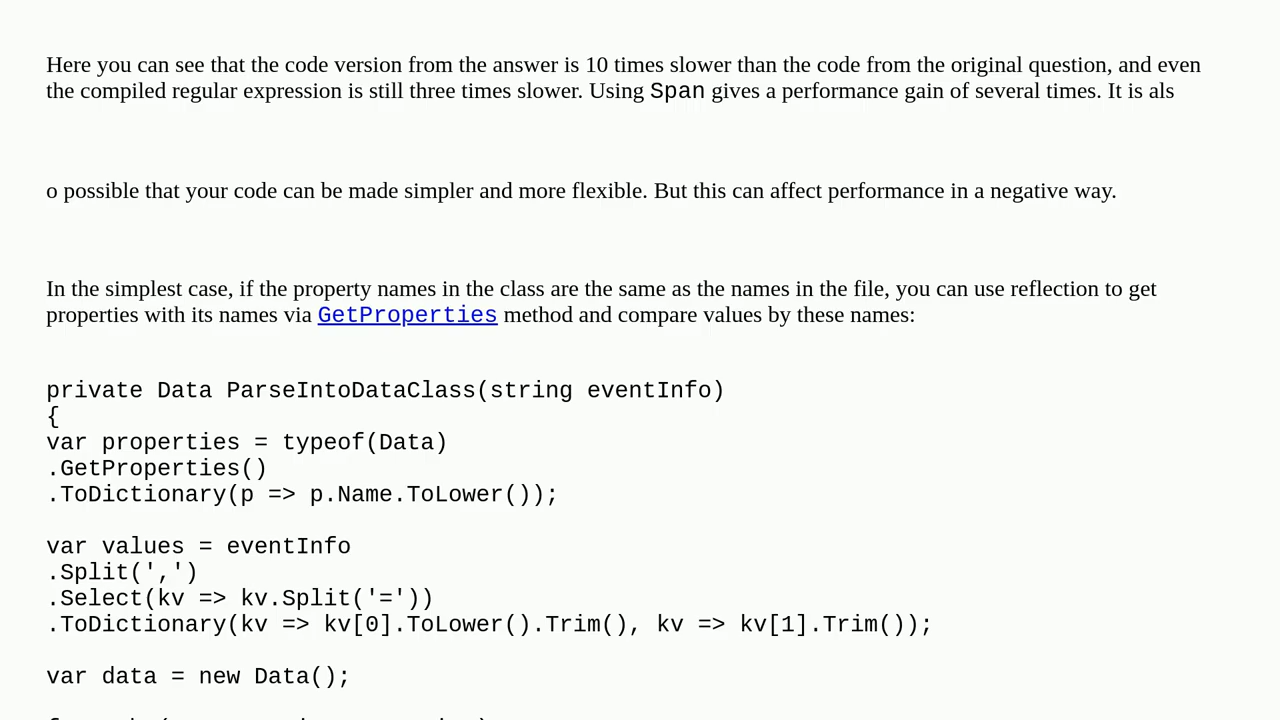 Here you can see that the code version from the answer is 10 times slower than the code from the original question, and even
the compiled regular expression is still three times slower. Using Span gives a performance gain of several times. It is als
o possible that your code can be made simpler and more flexible. But this can affect performance in a negative way.
In the simplest case, if the property names in the class are the same as the names in the file, you can use reflection to get
properties with its names via GetProperties method and compare values by these names:
private Data ParseIntoDataClass(string eventInfo)
{
var properties = typeof(Data)
.GetProperties()
.ToDictionary(p => p.Name.ToLower());
var values = eventInfo
.Split(',')
.Select(kv => kv.Split('='))
.ToDictionary(kv => kv[0].ToLower().Trim(), kv => kv[1].Trim());
var data = new Data();